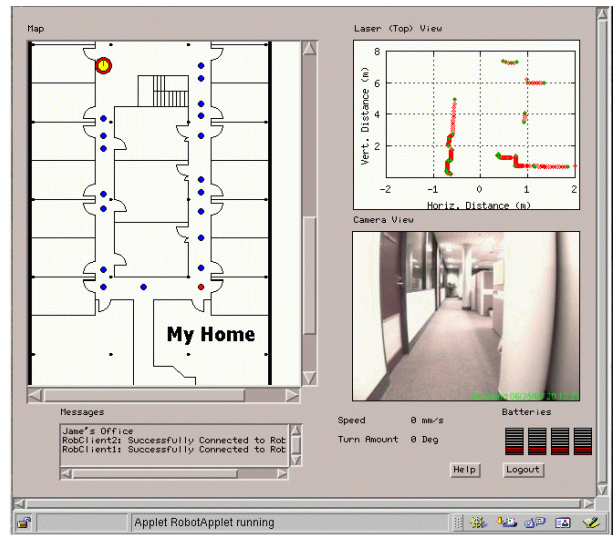 Map
My Home
Messages
Jame's Office
RobClient2: Successfully Connected to Rob
RobClient1: Successfully Connected to Rob
Laser (Top) View
8
6
4
2
Vert. Distance (m)
-2
-1
0
1
2
Horiz. Distance (m)
Camera View
Speed
0 mm/s
Turn Amount
0 Deg
Batteries
Help
Logout
Applet RobotApplet running